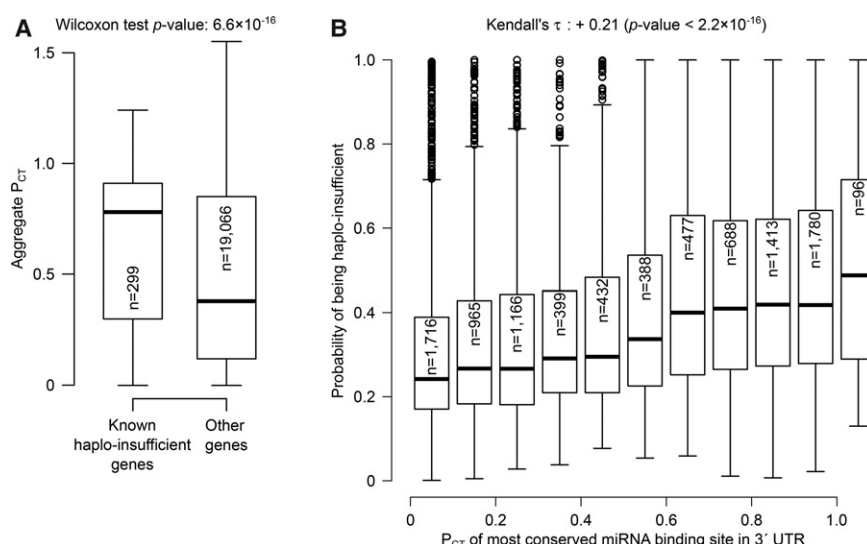 A
Wilcoxon test p-value: 6.6×10⁻¹⁶
Aggregate P_CT
1.5
1.0
0.5
0
n=299
n=19,066
Known
haplo-insufficient
genes
Other
genes
B
Kendall's τ : + 0.21 (p-value < 2.2×10⁻¹⁶)
Probability of being haplo-insufficient
1.0
0.8
0.6
0.4
0.2
0
n=1,716
n=965
n=1,166
n=399
n=432
n=388
n=477
n=688
n=1,413
n=1,780
n=96
0
0.2
0.4
0.6
0.8
1.0
P_CT of most conserved miRNA binding site in 3´ UTR